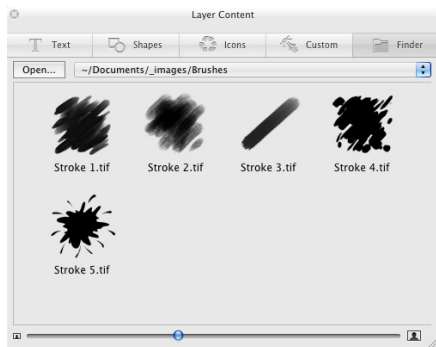 Layer Content
Text Shapes Icons Custom Finder
Open... ~/Documents/_images/Brushes
Stroke 1.tif Stroke 2.tif Stroke 3.tif Stroke 4.tif
Stroke 5.tif